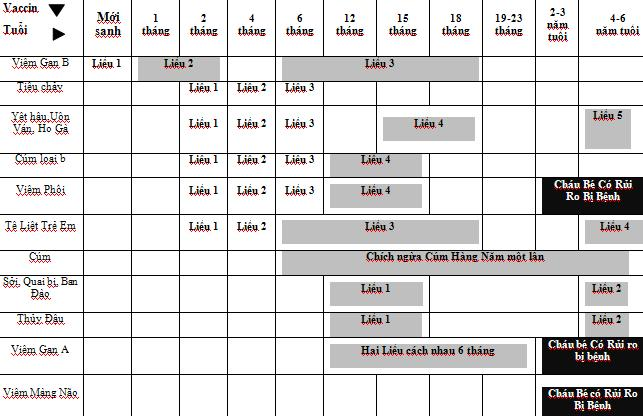 Vaccin Mới 1 2 4 6 12 15 18 19-23 2-3 4-6
Tuổi sanh tháng tháng tháng tháng tháng tháng tháng tháng năm tuổi năm tuổi
Viêm Gan B Liều 1 Liều 2 Liều 3
Tiêu chảy Liều 1 Liều 2 Liều 3
Yết hầu,Uốn Liều 5
Ván, Ho Gà Liều 1 Liều 2 Liều 3 Liều 4
Cúm loại b Liều 1 Liều 2 Liều 3 Liều 4
Viêm Phổi Liều 1 Liều 2 Liều 3 Liều 4 Cháu Bé Có Rủi
Ro Bị Bệnh
Tê Liệt Trẻ Em Liều 1 Liều 2 Liều 3 Liều 4
Cúm Chích ngừa Cúm Hàng Năm một lần
Sởi, Quai bị, Ban Liều 1 Liều 2
Đào
Thủy Đậu Liều 1 Liều 2
Viêm Gan A Hai Liều cách nhau 6 tháng Cháu bé Có Rủi ro
bị bệnh
Viêm Màng Não Cháu Bé có Rủi Ro
Bị Bệnh